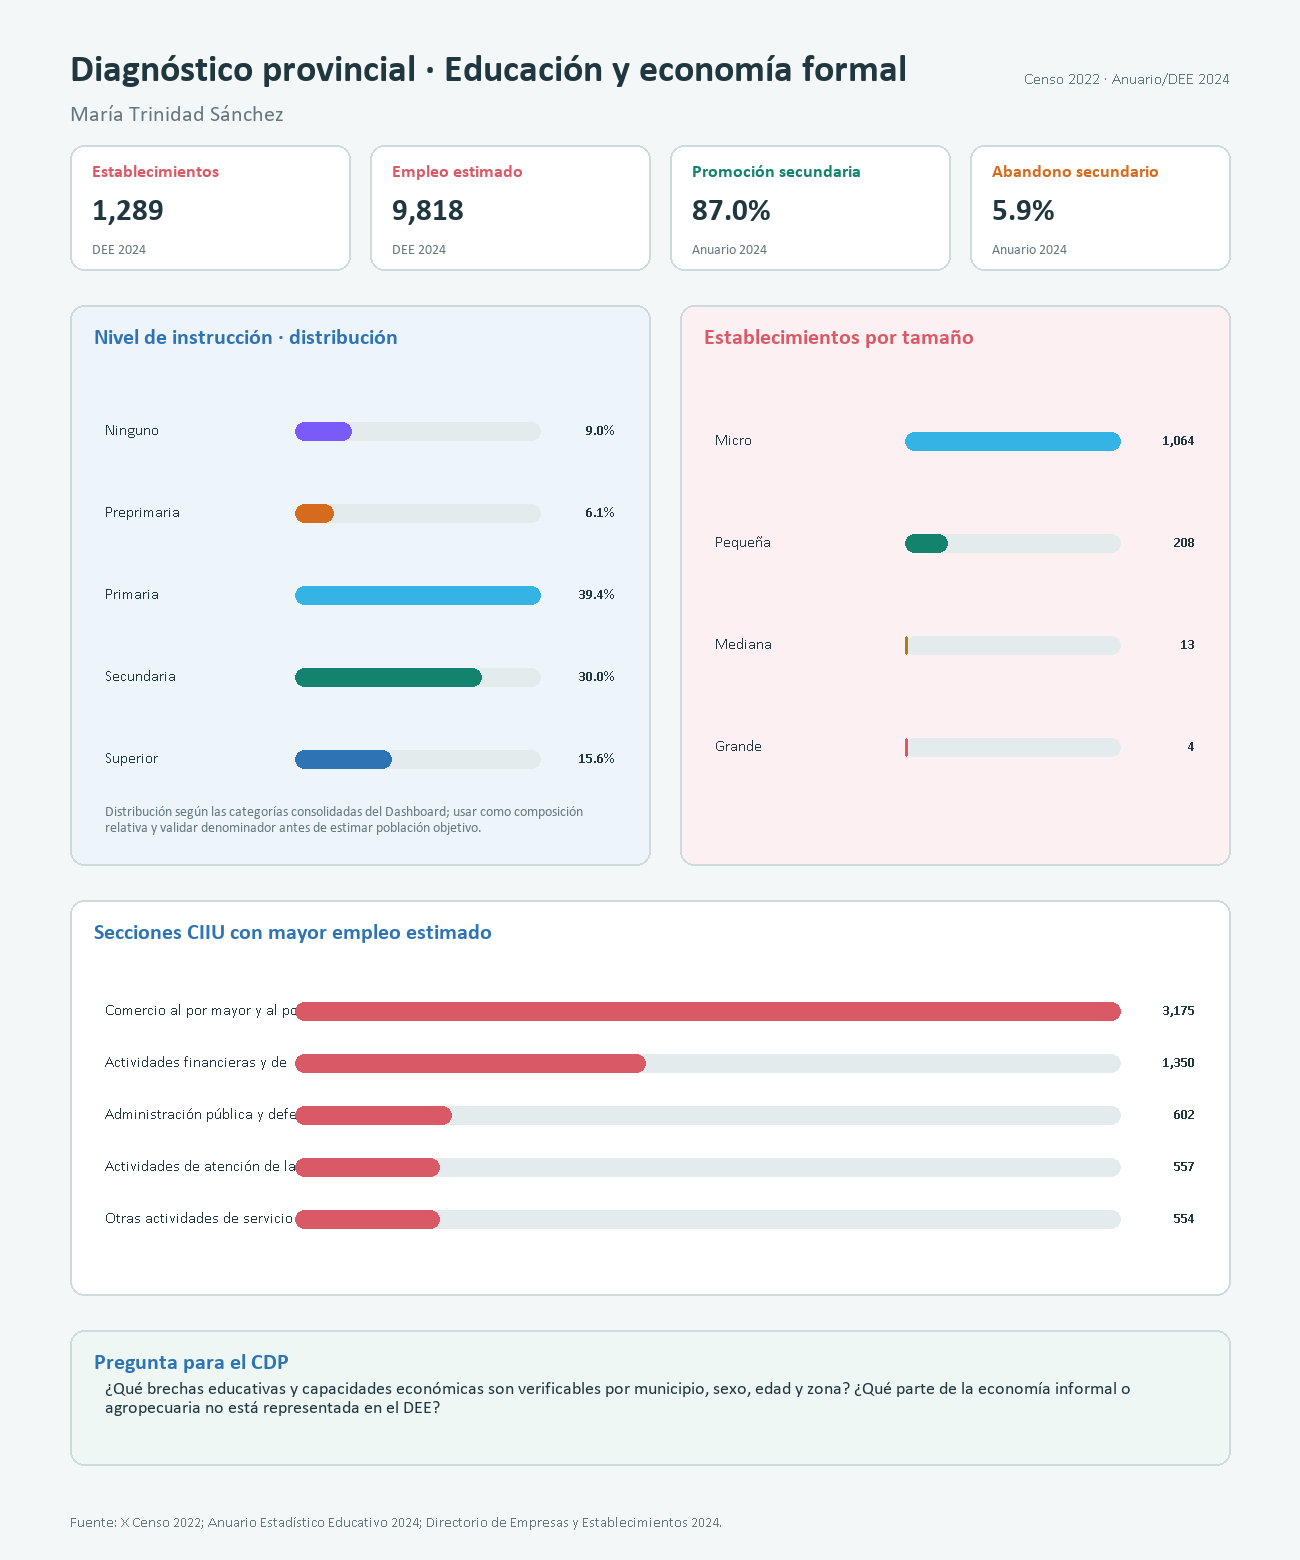 Diagnóstico provincial · Educación y economía formal
Censo 2022 · Anuario/DEE 2024
María Trinidad Sánchez
Establecimientos
1,289
DEE 2024
Empleo estimado
9,818
DEE 2024
Promoción secundaria
87.0%
Anuario 2024
Abandono secundario
5.9%
Anuario 2024
Nivel de instrucción · distribución
Ninguno 9.0%
Preprimaria 6.1%
Primaria 39.4%
Secundaria 30.0%
Superior 15.6%
Distribución según las categorías consolidadas del Dashboard; usar como composición
relativa y validar denominador antes de estimar población objetivo.
Establecimientos por tamaño
Micro 1,064
Pequeña 208
Mediana 13
Grande 4
Secciones CIIU con mayor empleo estimado
Comercio al por mayor y al po 3,175
Actividades financieras y de 1,350
Administración pública y defe 602
Actividades de atención de la 557
Otras actividades de servicio 554
Pregunta para el CDP
¿Qué brechas educativas y capacidades económicas son verificables por municipio, sexo, edad y zona? ¿Qué parte de la economía informal o
agropecuaria no está representada en el DEE?
Fuente: X Censo 2022; Anuario Estadístico Educativo 2024; Directorio de Empresas y Establecimientos 2024.